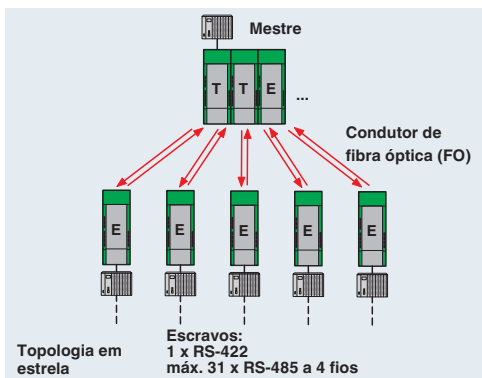 Mestre
T T E ...
Condutor de
fibra óptica (FO)
E E E E E
Topologia em
estrela
Escravos:
1 x RS-422
máx. 31 x RS-485 a 4 fios